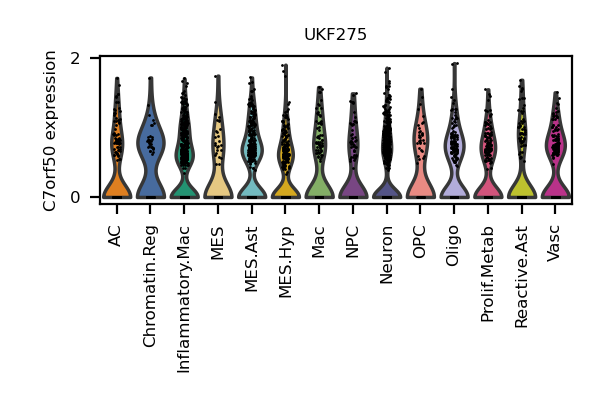 UKF275
C7orf50 expression
2
0
AC
Chromatin.Reg
Inflammatory.Mac
MES
MES.Ast
MES.Hyp
Mac
NPC
Neuron
OPC
Oligo
Prolif.Metab
Reactive.Ast
Vasc